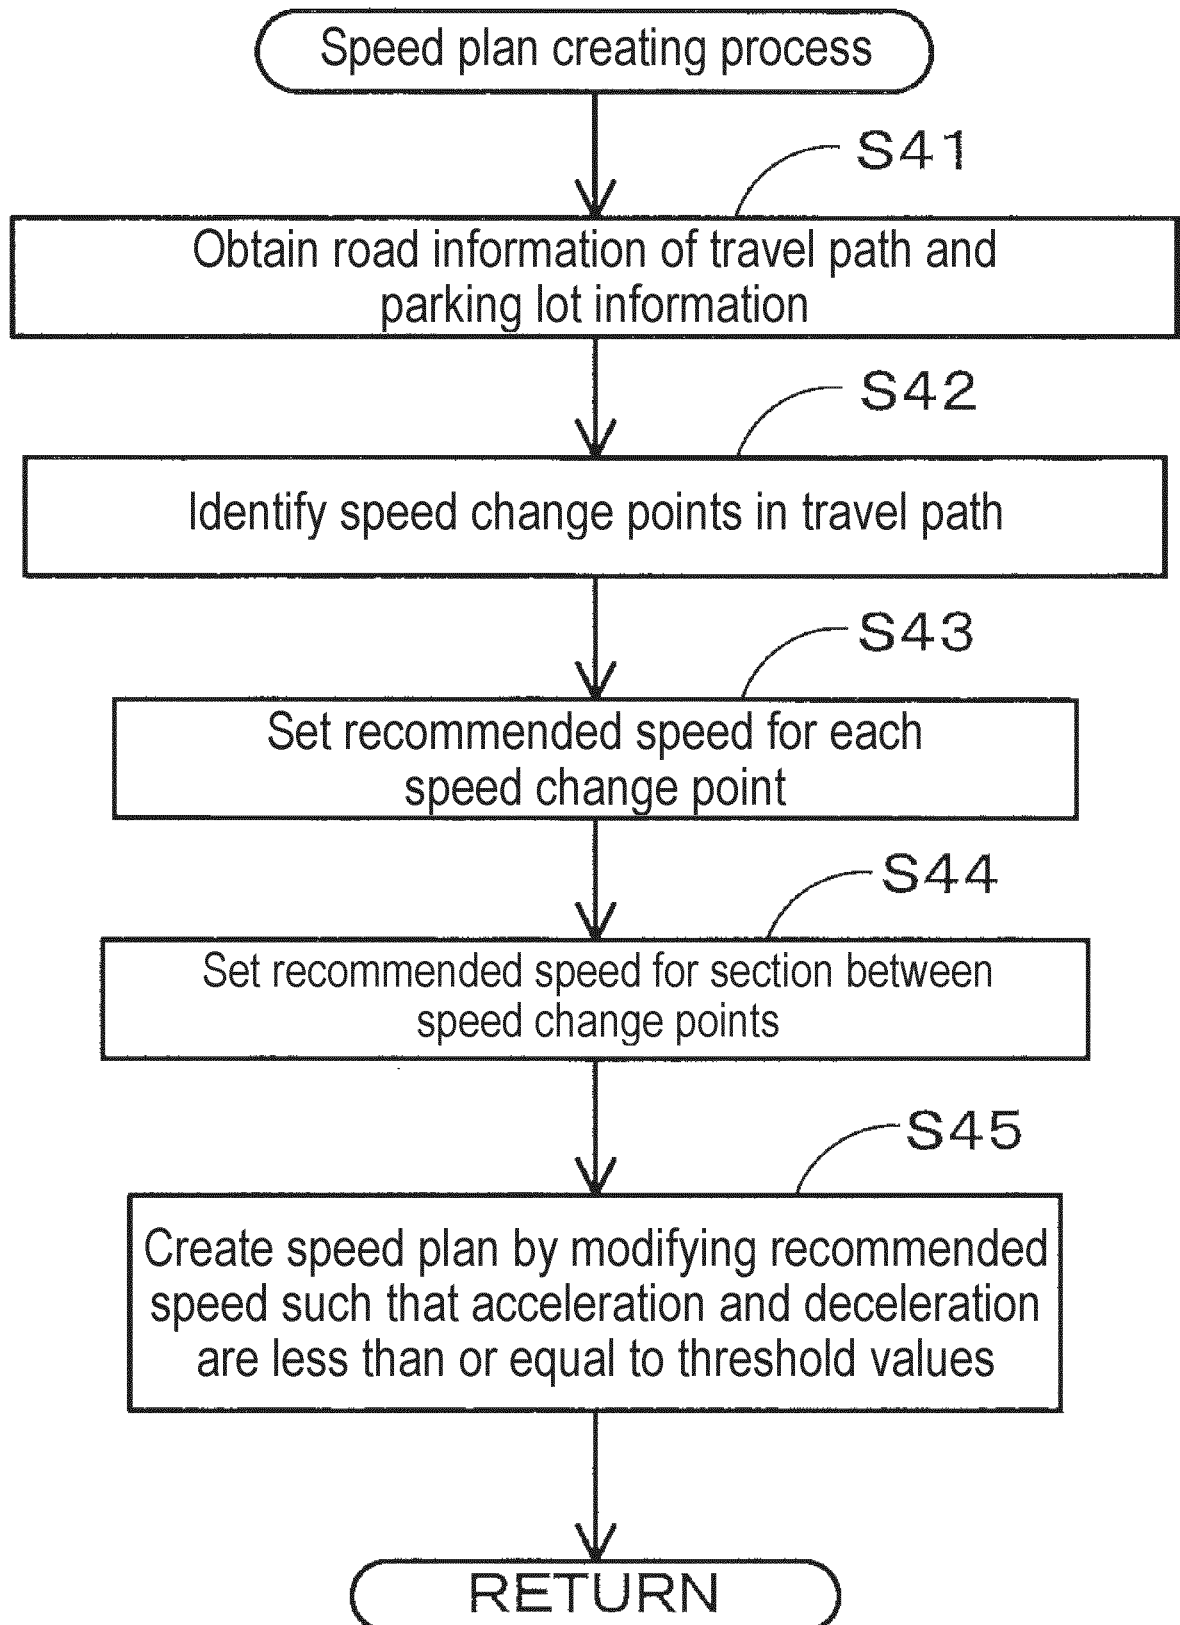 Speed plan creating process
S41
Obtain road information of travel path and
parking lot information
S42
Identify speed change points in travel path
S43
Set recommended speed for each
speed change point
S44
Set recommended speed for section between
speed change points
S45
Create speed plan by modifying recommended
speed such that acceleration and deceleration
are less than or equal to threshold values
RETURN